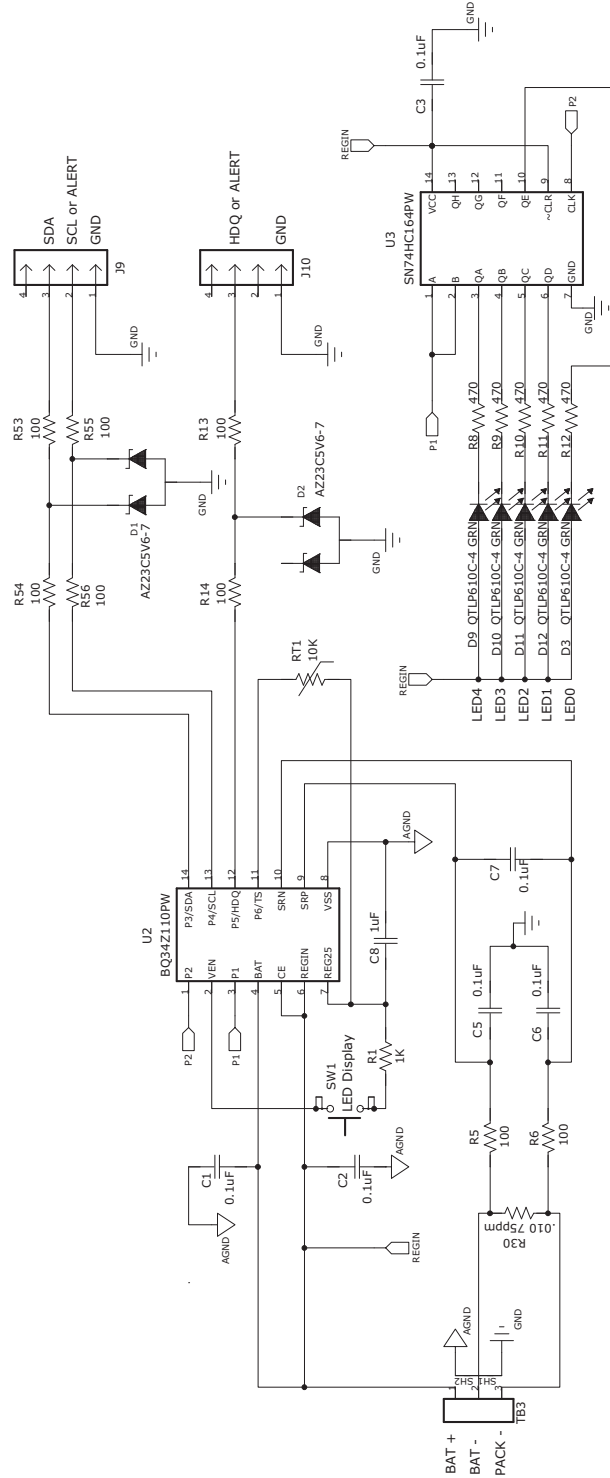 J9
4
3
2
1
SDA
SCL or ALERT
GND
R53
100
R55
100
R54
100
R56
100
D1
AZ23C5V6-7
GND
GND
J10
4
3
2
1
HDQ or ALERT
GND
R13
100
R14
100
D2
AZ23C5V6-7
GND
GND
U2
BQ34Z110PW
P2
VEN
P1
BAT
CE
REGIN
REG25
1
2
3
4
5
6
7
P3/SDA
P4/SCL
P5/HDQ
P6/TS
SRN
SRP
VSS
14
13
12
11
10
9
8
P2
P1
RT1
10K
SW1
LED Display
R1
1K
C8
1uF
AGND
C1
0.1uF
AGND
C2
0.1uF
AGND
REGIN
C7
0.1uF
C5
0.1uF
C6
0.1uF
R5
100
R6
100
R30
.010 75ppm
AGND
GND
SH2
SH1
1
2
3
TB3
BAT +
BAT -
PACK -
U3
SN74HC164PW
A
B
QA
QB
QC
QD
GND
1
2
3
4
5
6
7
VCC
QH
QG
QF
QE
~CLR
CLK
14
13
12
11
10
9
8
P1
P2
REGIN
C3
0.1uF
GND
GND
R8 470
R9 470
R10 470
R11 470
R12 470
D9 QTLP610C-4 GRN
D10 QTLP610C-4 GRN
D11 QTLP610C-4 GRN
D12 QTLP610C-4 GRN
D3 QTLP610C-4 GRN
REGIN
LED4
LED3
LED2
LED1
LED0